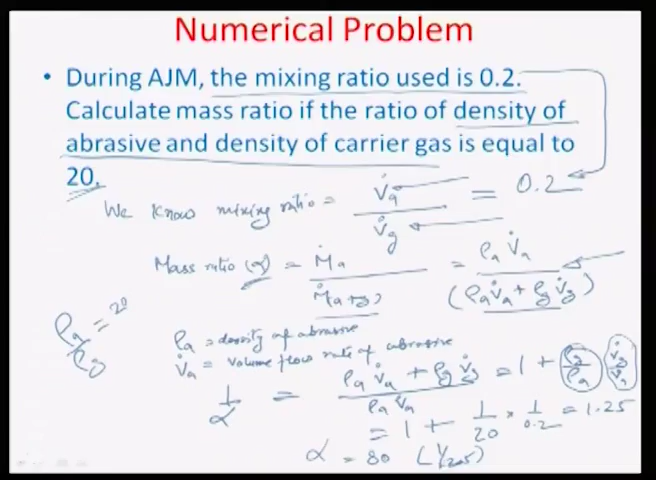 Numerical Problem
• During AJM, the mixing ratio used is 0.2.
Calculate mass ratio if the ratio of density of
abrasive and density of carrier gas is equal to
20.
We know mixing ratio = V̇a / V̇g = 0.2
Mass ratio (α) = Ṁa / Ṁa+g = ρa V̇a / (ρa V̇a + ρg V̇g)
ρa/ρg = 20
ρa = density of abrasive
V̇a = volume flow rate of abrasive
1/α = (ρa V̇a + ρg V̇g) / ρa V̇a = 1 + (ρg/ρa) (V̇g/V̇a)
= 1 + 1/20 × 1/0.2 = 1.25
α = 80